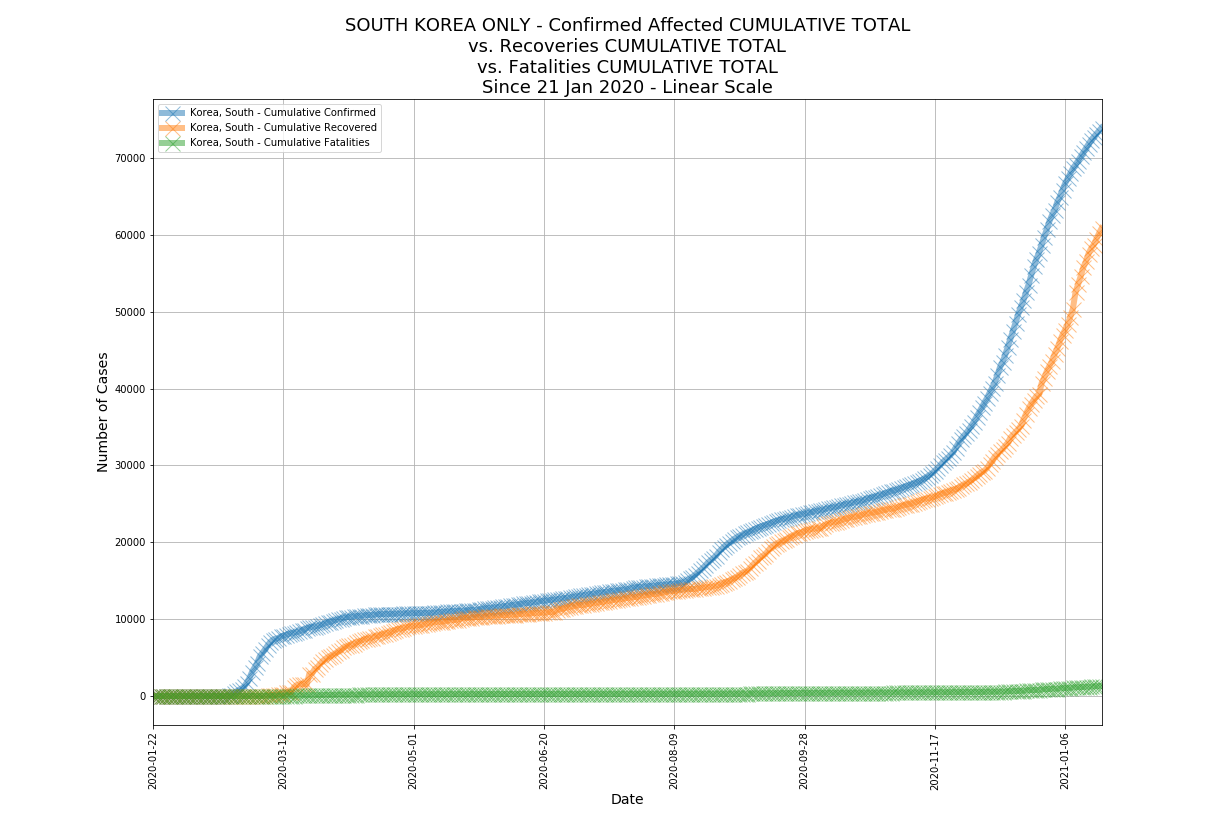 SOUTH KOREA ONLY - Confirmed Affected CUMULATIVE TOTAL
vs. Recoveries CUMULATIVE TOTAL
vs. Fatalities CUMULATIVE TOTAL
Since 21 Jan 2020 - Linear Scale
Korea, South - Cumulative Confirmed
Korea, South - Cumulative Recovered
Korea, South - Cumulative Fatalities
Number of Cases
70000
60000
50000
40000
30000
20000
10000
0
2020-01-22
2020-03-12
2020-05-01
2020-06-20
2020-08-09
2020-09-28
2020-11-17
2021-01-06
Date